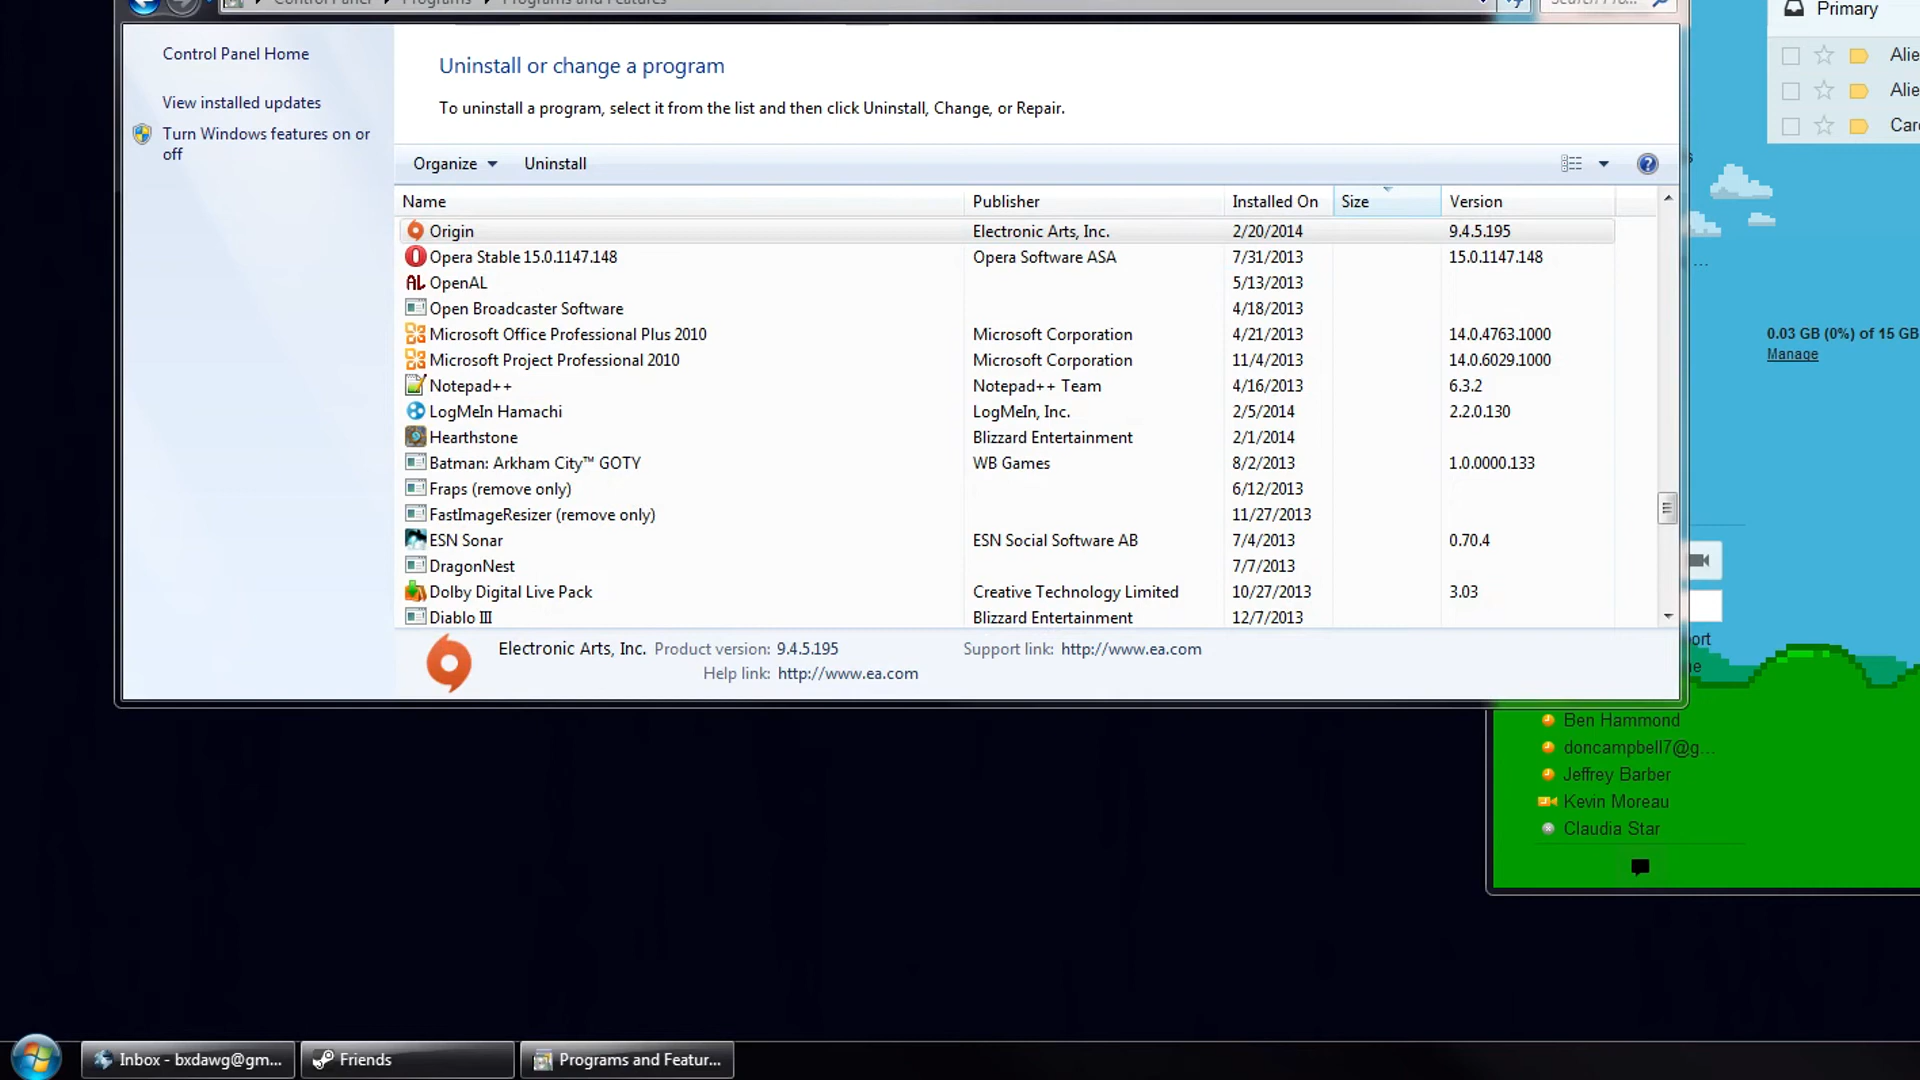 Control Panel Programs Programs and Features
Search Pro...
Control Panel Home
View installed updates
Turn Windows features on or
off
Uninstall or change a program
To uninstall a program, select it from the list and then click Uninstall, Change, or Repair.
Organize Uninstall
Name Publisher Installed On Size Version
Origin Electronic Arts, Inc. 2/20/2014 9.4.5.195
Opera Stable 15.0.1147.148 Opera Software ASA 7/31/2013 15.0.1147.148
OpenAL 5/13/2013
Open Broadcaster Software 4/18/2013
Microsoft Office Professional Plus 2010 Microsoft Corporation 4/21/2013 14.0.4763.1000
Microsoft Project Professional 2010 Microsoft Corporation 11/4/2013 14.0.6029.1000
Notepad++ Notepad++ Team 4/16/2013 6.3.2
LogMeIn Hamachi LogMeIn, Inc. 2/5/2014 2.2.0.130
Hearthstone Blizzard Entertainment 2/1/2014
Batman: Arkham City™ GOTY WB Games 8/2/2013 1.0.0000.133
Fraps (remove only) 6/12/2013
FastImageResizer (remove only) 11/27/2013
ESN Sonar ESN Social Software AB 7/4/2013 0.70.4
DragonNest 7/7/2013
Dolby Digital Live Pack Creative Technology Limited 10/27/2013 3.03
Diablo III Blizzard Entertainment 12/7/2013
Electronic Arts, Inc. Product version: 9.4.5.195 Support link: http://www.ea.com
Help link: http://www.ea.com
Primary
Alie
Alie
Card
0.03 GB (0%) of 15 GB
Manage
Ben Hammond
doncampbell7@g...
Jeffrey Barber
Kevin Moreau
Claudia Star
Inbox - bxdawg@gm... Friends Programs and Featur...